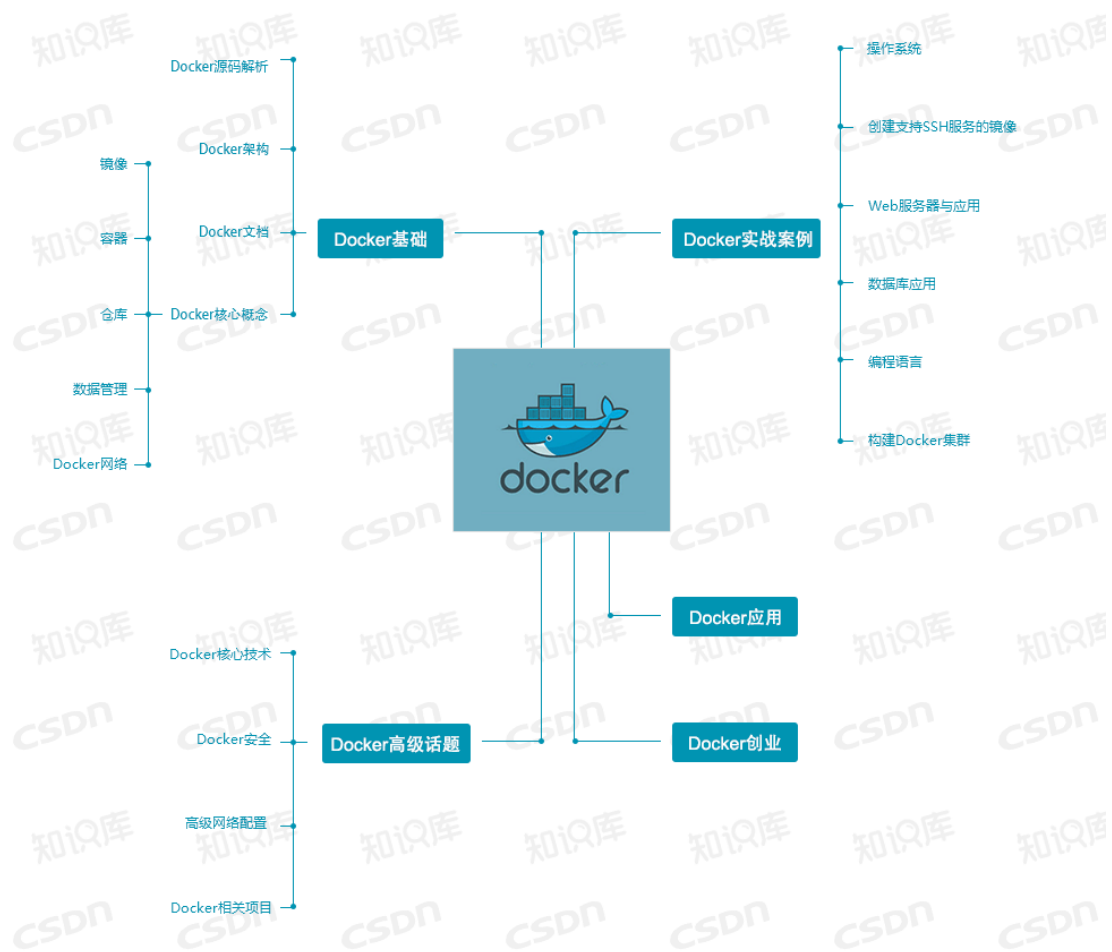 Docker基础
Docker源码解析
Docker架构
Docker文档
Docker核心概念
镜像
容器
仓库
数据管理
Docker网络
Docker实战案例
操作系统
创建支持SSH服务的镜像
Web服务器与应用
数据库应用
编程语言
构建Docker集群
docker
Docker应用
Docker创业
Docker高级话题
Docker核心技术
Docker安全
高级网络配置
Docker相关项目
知识库
CSDN